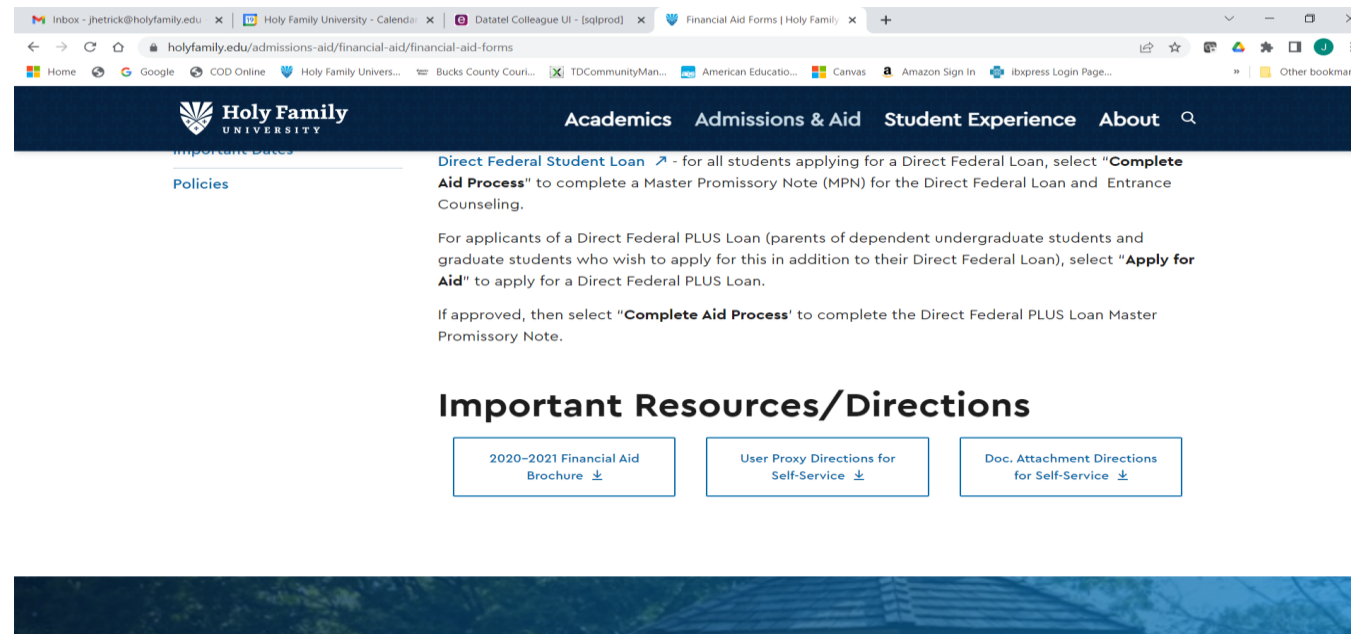 Inbox - jhetrick@holyfamily.edu
Holy Family University - Calendar
Datatel Colleague UI - [sqlprod]
Financial Aid Forms | Holy Family
holyfamily.edu/admissions-aid/financial-aid/financial-aid-forms
Home Google COD Online Holy Family Univers... Bucks County Couri... TDCommunityMan... American Educatio... Canvas Amazon Sign In ibxpress Login Page... » Other bookmar
Holy Family
UNIVERSITY
Academics Admissions & Aid Student Experience About
Important Dates
Policies
Direct Federal Student Loan ↗ - for all students applying for a Direct Federal Loan, select "Complete
Aid Process" to complete a Master Promissory Note (MPN) for the Direct Federal Loan and Entrance
Counseling.
For applicants of a Direct Federal PLUS Loan (parents of dependent undergraduate students and
graduate students who wish to apply for this in addition to their Direct Federal Loan), select "Apply for
Aid" to apply for a Direct Federal PLUS Loan.
If approved, then select "Complete Aid Process' to complete the Direct Federal PLUS Loan Master
Promissory Note.
Important Resources/Directions
2020–2021 Financial Aid
Brochure
User Proxy Directions for
Self-Service
Doc. Attachment Directions
for Self-Service